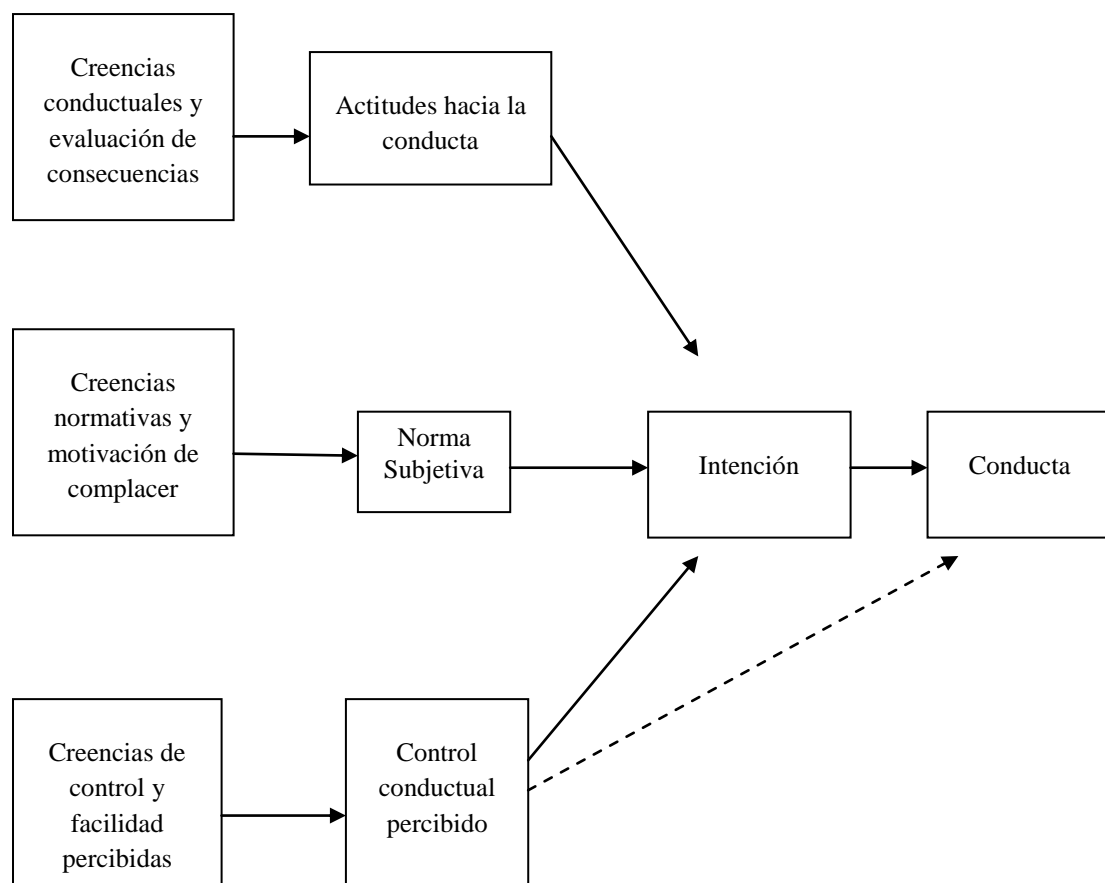 Creencias
conductuales y
evaluación de
consecuencias
Actitudes hacia la
conducta
Creencias
normativas y
motivación de
complacer
Norma
Subjetiva
Intención
Conducta
Creencias de
control y
facilidad
percibidas
Control
conductual
percibido